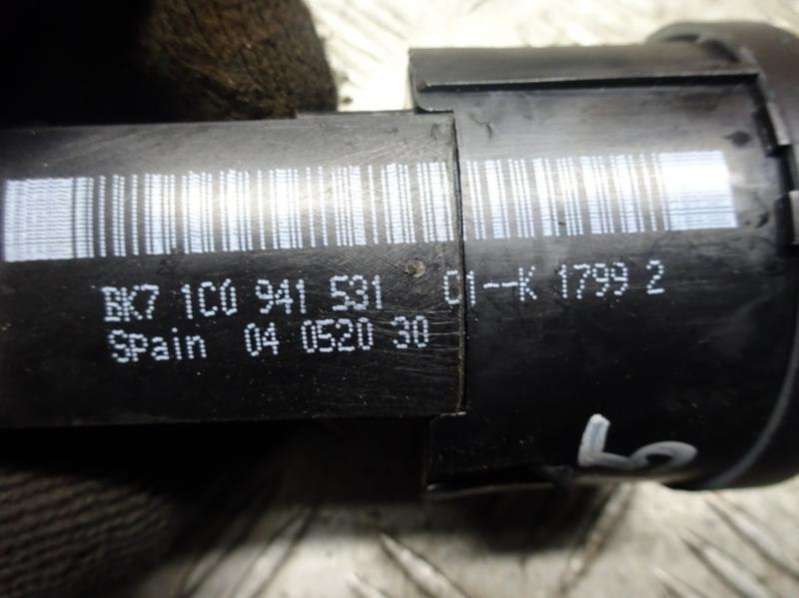 BK7 1C0 941 531 01--K 1799 2
Spain 04 0520 30